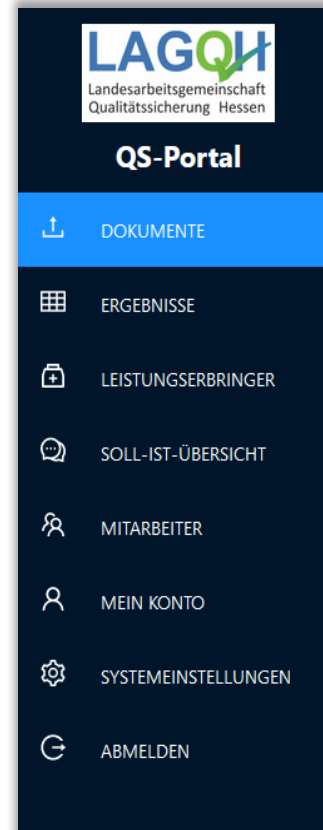 LAGQH
Landesarbeitsgemeinschaft
Qualitätssicherung Hessen
QS-Portal
DOKUMENTE
ERGEBNISSE
LEISTUNGSERBRINGER
SOLL-IST-ÜBERSICHT
MITARBEITER
MEIN KONTO
SYSTEMEINSTELLUNGEN
ABMELDEN